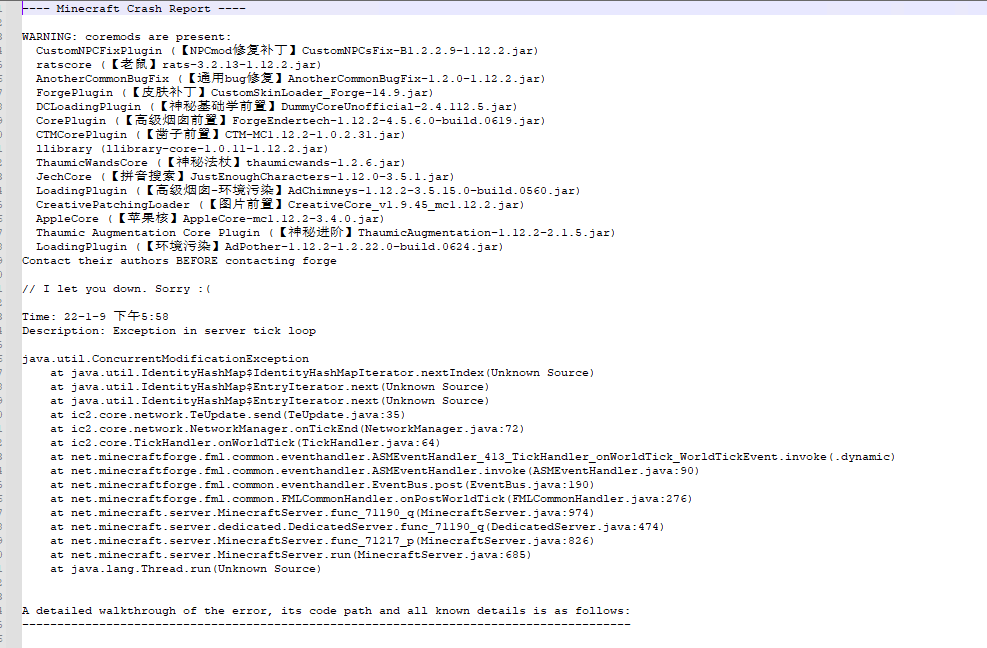 ---- Minecraft Crash Report ----
WARNING: coremods are present:
CustomNPCFixPlugin (【NPCmod修复补丁】CustomNPCsFix-B1.2.2.9-1.12.2.jar)
ratscore (【老鼠】rats-3.2.13-1.12.2.jar)
AnotherCommonBugFix (【通用bug修复】AnotherCommonBugFix-1.2.0-1.12.2.jar)
ForgePlugin (【皮肤补丁】CustomSkinLoader_Forge-14.9.jar)
DCLoadingPlugin (【神秘基础学前置】DummyCoreUnofficial-2.4.112.5.jar)
CorePlugin (【高级烟囱前置】ForgeEndertech-1.12.2-4.5.6.0-build.0619.jar)
CTMCorePlugin (【凿子前置】CTM-MC1.12.2-1.0.2.31.jar)
llibrary (llibrary-core-1.0.11-1.12.2.jar)
ThaumicWandsCore (【神秘法杖】thaumicwands-1.2.6.jar)
JechCore (【拼音搜索】JustEnoughCharacters-1.12.0-3.5.1.jar)
LoadingPlugin (【高级烟囱-环境污染】AdChimneys-1.12.2-3.5.15.0-build.0560.jar)
CreativePatchingLoader (【图片前置】CreativeCore_v1.9.45_mc1.12.2.jar)
AppleCore (【苹果核】AppleCore-mc1.12.2-3.4.0.jar)
Thaumic Augmentation Core Plugin (【神秘进阶】ThaumicAugmentation-1.12.2-2.1.5.jar)
LoadingPlugin (【环境污染】AdPother-1.12.2-1.2.22.0-build.0624.jar)
Contact their authors BEFORE contacting forge
// I let you down. Sorry :(
Time: 22-1-9 下午5:58
Description: Exception in server tick loop
java.util.ConcurrentModificationException
at java.util.IdentityHashMap$IdentityHashMapIterator.nextIndex(Unknown Source)
at java.util.IdentityHashMap$EntryIterator.next(Unknown Source)
at java.util.IdentityHashMap$EntryIterator.next(Unknown Source)
at ic2.core.network.TeUpdate.send(TeUpdate.java:35)
at ic2.core.network.NetworkManager.onTickEnd(NetworkManager.java:72)
at ic2.core.TickHandler.onWorldTick(TickHandler.java:64)
at net.minecraftforge.fml.common.eventhandler.ASMEventHandler_413_TickHandler_onWorldTick_WorldTickEvent.invoke(.dynamic)
at net.minecraftforge.fml.common.eventhandler.ASMEventHandler.invoke(ASMEventHandler.java:90)
at net.minecraftforge.fml.common.eventhandler.EventBus.post(EventBus.java:190)
at net.minecraftforge.fml.common.FMLCommonHandler.onPostWorldTick(FMLCommonHandler.java:276)
at net.minecraft.server.MinecraftServer.func_71190_q(MinecraftServer.java:974)
at net.minecraft.server.dedicated.DedicatedServer.func_71190_q(DedicatedServer.java:474)
at net.minecraft.server.MinecraftServer.func_71217_p(MinecraftServer.java:826)
at net.minecraft.server.MinecraftServer.run(MinecraftServer.java:685)
at java.lang.Thread.run(Unknown Source)
A detailed walkthrough of the error, its code path and all known details is as follows:
---------------------------------------------------------------------------------------